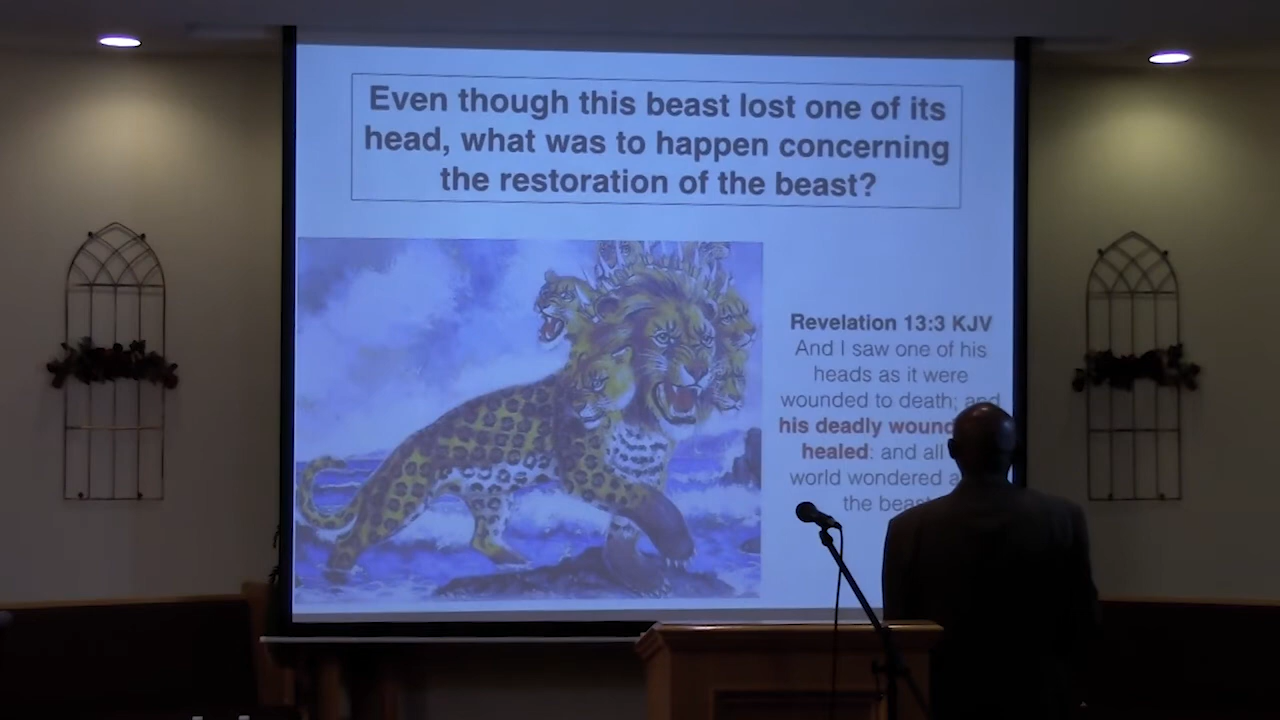 Even though this beast lost one of its
head, what was to happen concerning
the restoration of the beast?
Revelation 13:3 KJV
And I saw one of his
heads as it were
wounded to death; and
his deadly wound
healed: and all
world wondered
the